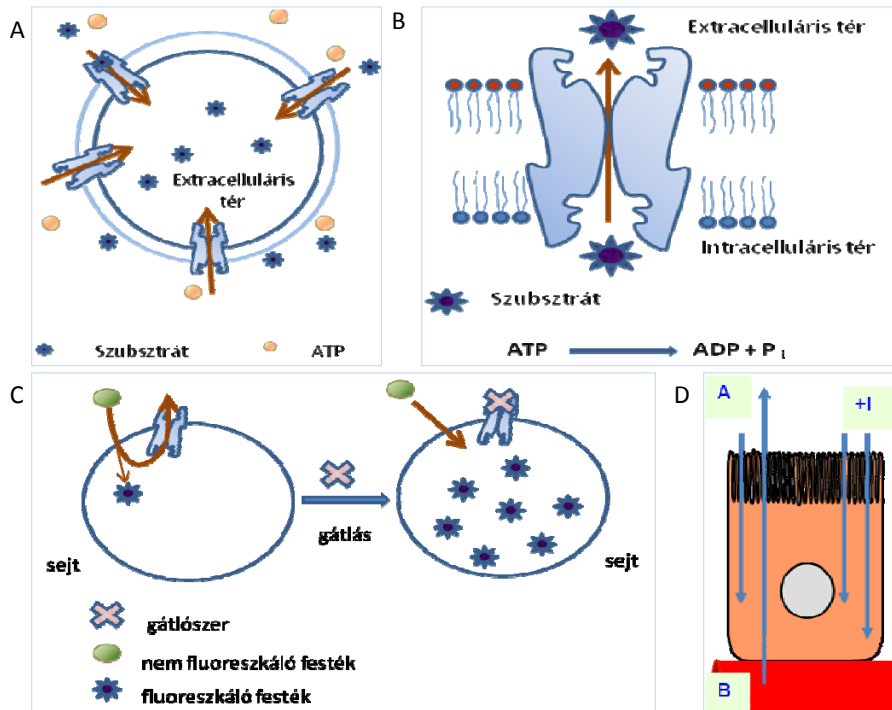 A
Extracelluláris
tér
Szubsztrát
ATP
B
Extracelluláris tér
Intracelluláris tér
Szubsztrát
ATP
ADP + P i
C
sejt
gátlás
sejt
gátlószer
nem fluoreszkáló festék
fluoreszkáló festék
D
A
+I
B